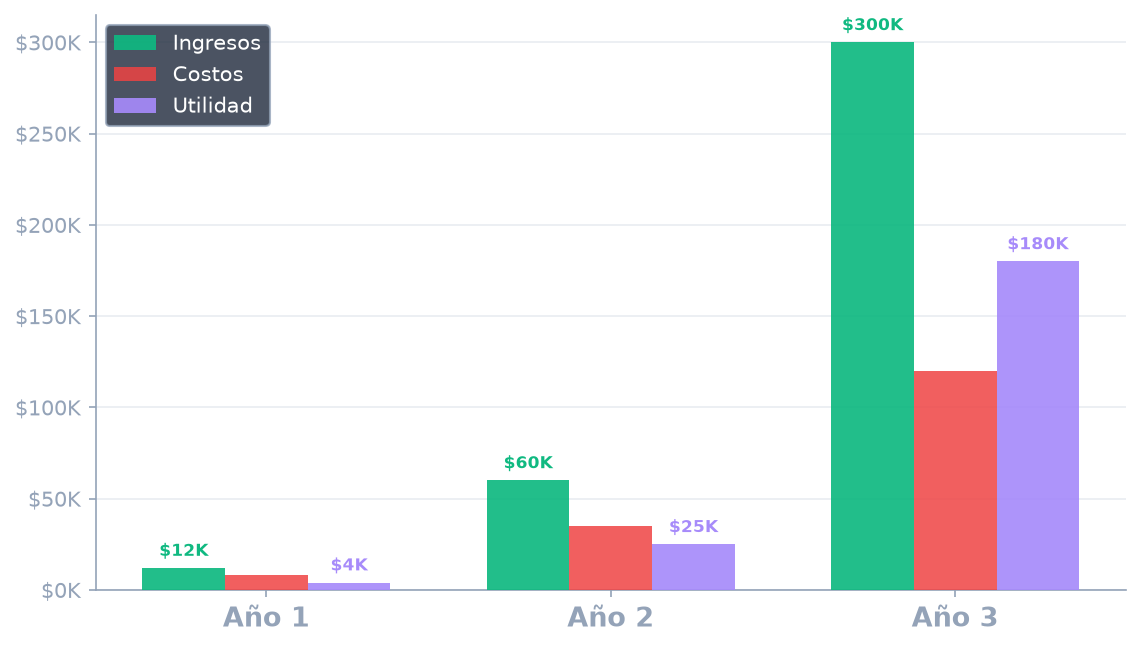 $300K
$250K
$200K
$150K
$100K
$50K
$0K
Ingresos
Costos
Utilidad
$12K
$4K
$60K
$25K
$300K
$180K
Año 1
Año 2
Año 3